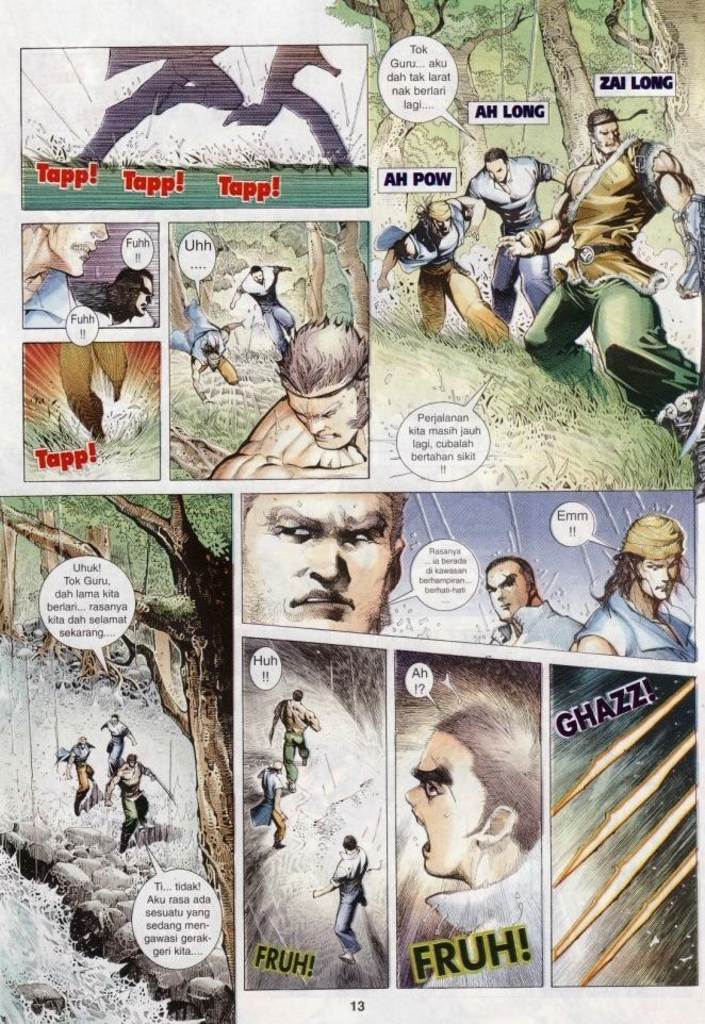 Tapp!  Tapp!  Tapp!
Tok
Guru... aku
dah tak larat
nak berlari
lagi....
AH LONG
ZAI LONG
AH POW
Fuhh
!!
Fuhh
!!
Uhh
....
Tapp!
Perjalanan
kita masih jauh
lagi, cubalah
bertahan sikit
!!
Uhuk!
Tok Guru,
dah lama kita
berlari... rasanya
kita dah selamat
sekarang....
Ti... tidak!
Aku rasa ada
sesuatu yang
sedang men-
gawasi gerak-
geri kita....
Rasanya
... ia berada
di kawasan
berhampiran...
berhati-hati
....
Emm
!!
Huh
!!
FRUH!
Ah
!?
FRUH!
GHAZZ!
13